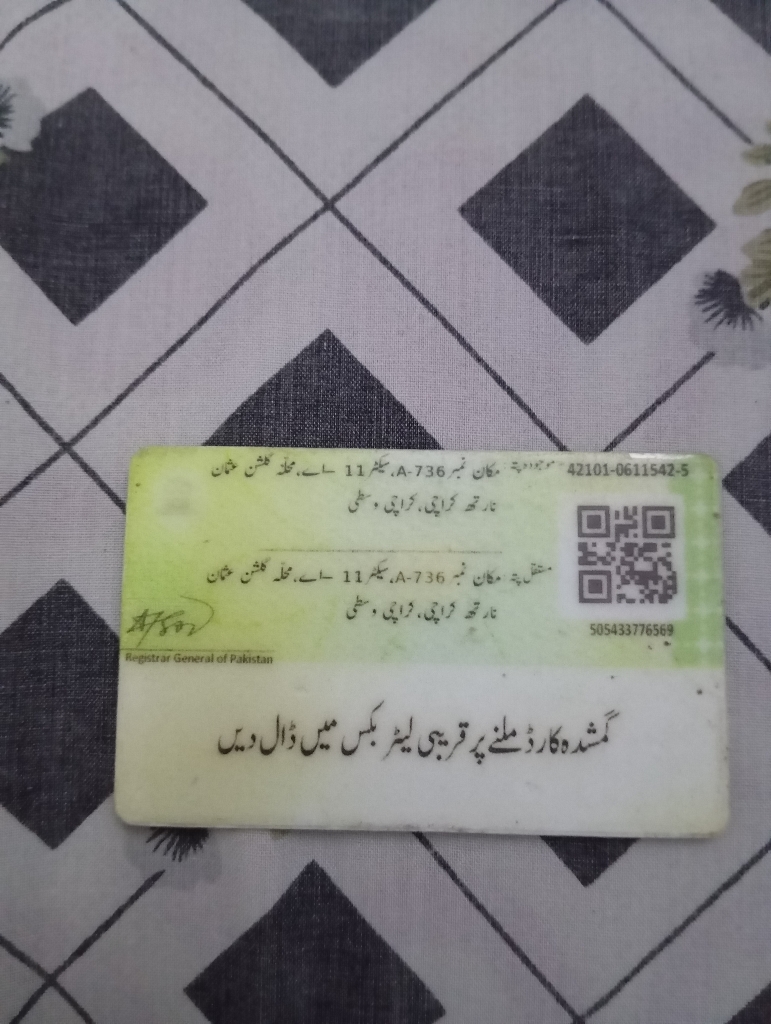 42101-0611542-5 موجودہ پتہ مکان نمبر A-736، سیکٹر 11 –اے، محلّہ گلشن عثمان
نارتھ کراچی، کراچی وسطی
مستقل پتہ مکان نمبر A-736، سیکٹر 11 –اے، محلّہ گلشن عثمان
نارتھ کراچی، کراچی وسطی
505433776569
Registrar General of Pakistan
گمشدہ کارڈ ملنے پر قریبی لیٹر بکس میں ڈال دیں